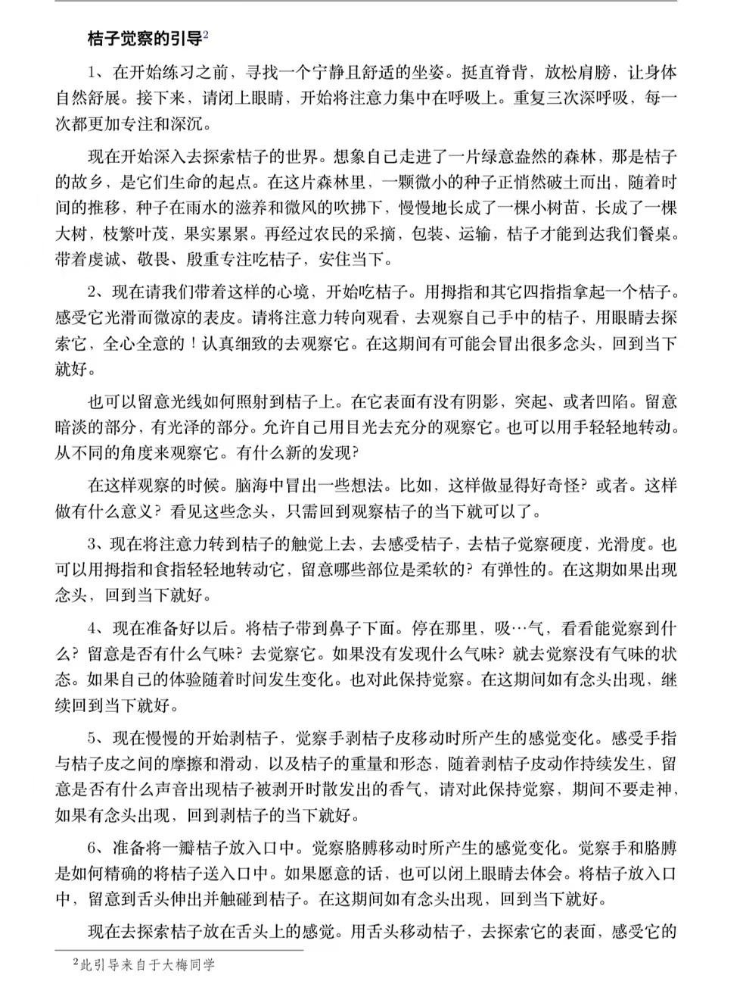 桔子觉察的引导2
1、在开始练习之前，寻找一个宁静且舒适的坐姿。挺直脊背，放松肩膀，让身体
自然舒展。接下来，请闭上眼睛，开始将注意力集中在呼吸上。重复三次深呼吸，每一
次都更加专注和深沉。
现在开始深入去探索桔子的世界。想象自己走进了一片绿意盎然的森林，那是桔子
的故乡，是它们生命的起点。在这片森林里，一颗微小的种子正悄然破土而出，随着时
间的推移，种子在雨水的滋养和微风的吹拂下，慢慢地长成了一棵小树苗，长成了一棵
大树，枝繁叶茂，果实累累。再经过农民的采摘，包装、运输，桔子才能到达我们餐桌。
带着虔诚、敬畏、殷重专注吃桔子，安住当下。
2、现在请我们带着这样的心境，开始吃桔子。用拇指和其它四指指拿起一个桔子。
感受它光滑而微凉的表皮。请将注意力转向观看，去观察自己手中的桔子，用眼睛去探
索它，全心全意的！认真细致的去观察它。在这期间有可能会冒出很多念头，回到当下
就好。
也可以留意光线如何照射到桔子上。在它表面有没有阴影，突起、或者凹陷。留意
暗淡的部分，有光泽的部分。允许自己用目光去充分的观察它。也可以用手轻轻地转动。
从不同的角度来观察它。有什么新的发现？
在这样观察的时候。脑海中冒出一些想法。比如，这样做显得好奇怪？或者。这样
做有什么意义？看见这些念头，只需回到观察桔子的当下就可以了。
3、现在将注意力转到桔子的触觉上去，去感受桔子，去桔子觉察硬度，光滑度。也
可以用拇指和食指轻轻地转动它，留意哪些部位是柔软的？有弹性的。在这期如果出现
念头，回到当下就好。
4、现在准备好以后。将桔子带到鼻子下面。停在那里，吸…气，看看能觉察到什
么？留意是否有什么气味？去觉察它。如果没有发现什么气味？就去觉察没有气味的状
态。如果自己的体验随着时间发生变化。也对此保持觉察。在这期间如有念头出现，继
续回到当下就好。
5、现在慢慢的开始剥桔子，觉察手剥桔子皮移动时所产生的感觉变化。感受手指
与桔子皮之间的摩擦和滑动，以及桔子的重量和形态，随着剥桔子皮动作持续发生，留
意是否有什么声音出现桔子被剥开时散发出的香气，请对此保持觉察，期间不要走神，
如果有念头出现，回到剥桔子的当下就好。
6、准备将一瓣桔子放入口中。觉察胳膊移动时所产生的感觉变化。觉察手和胳膊
是如何精确的将桔子送入口中。如果愿意的话，也可以闭上眼睛去体会。将桔子放入口
中，留意到舌头伸出并触碰到桔子。在这期间如有念头出现，回到当下就好。
现在去探索桔子放在舌头上的感觉。用舌头移动桔子，去探索它的表面，感受它的
2此引导来自于大梅同学